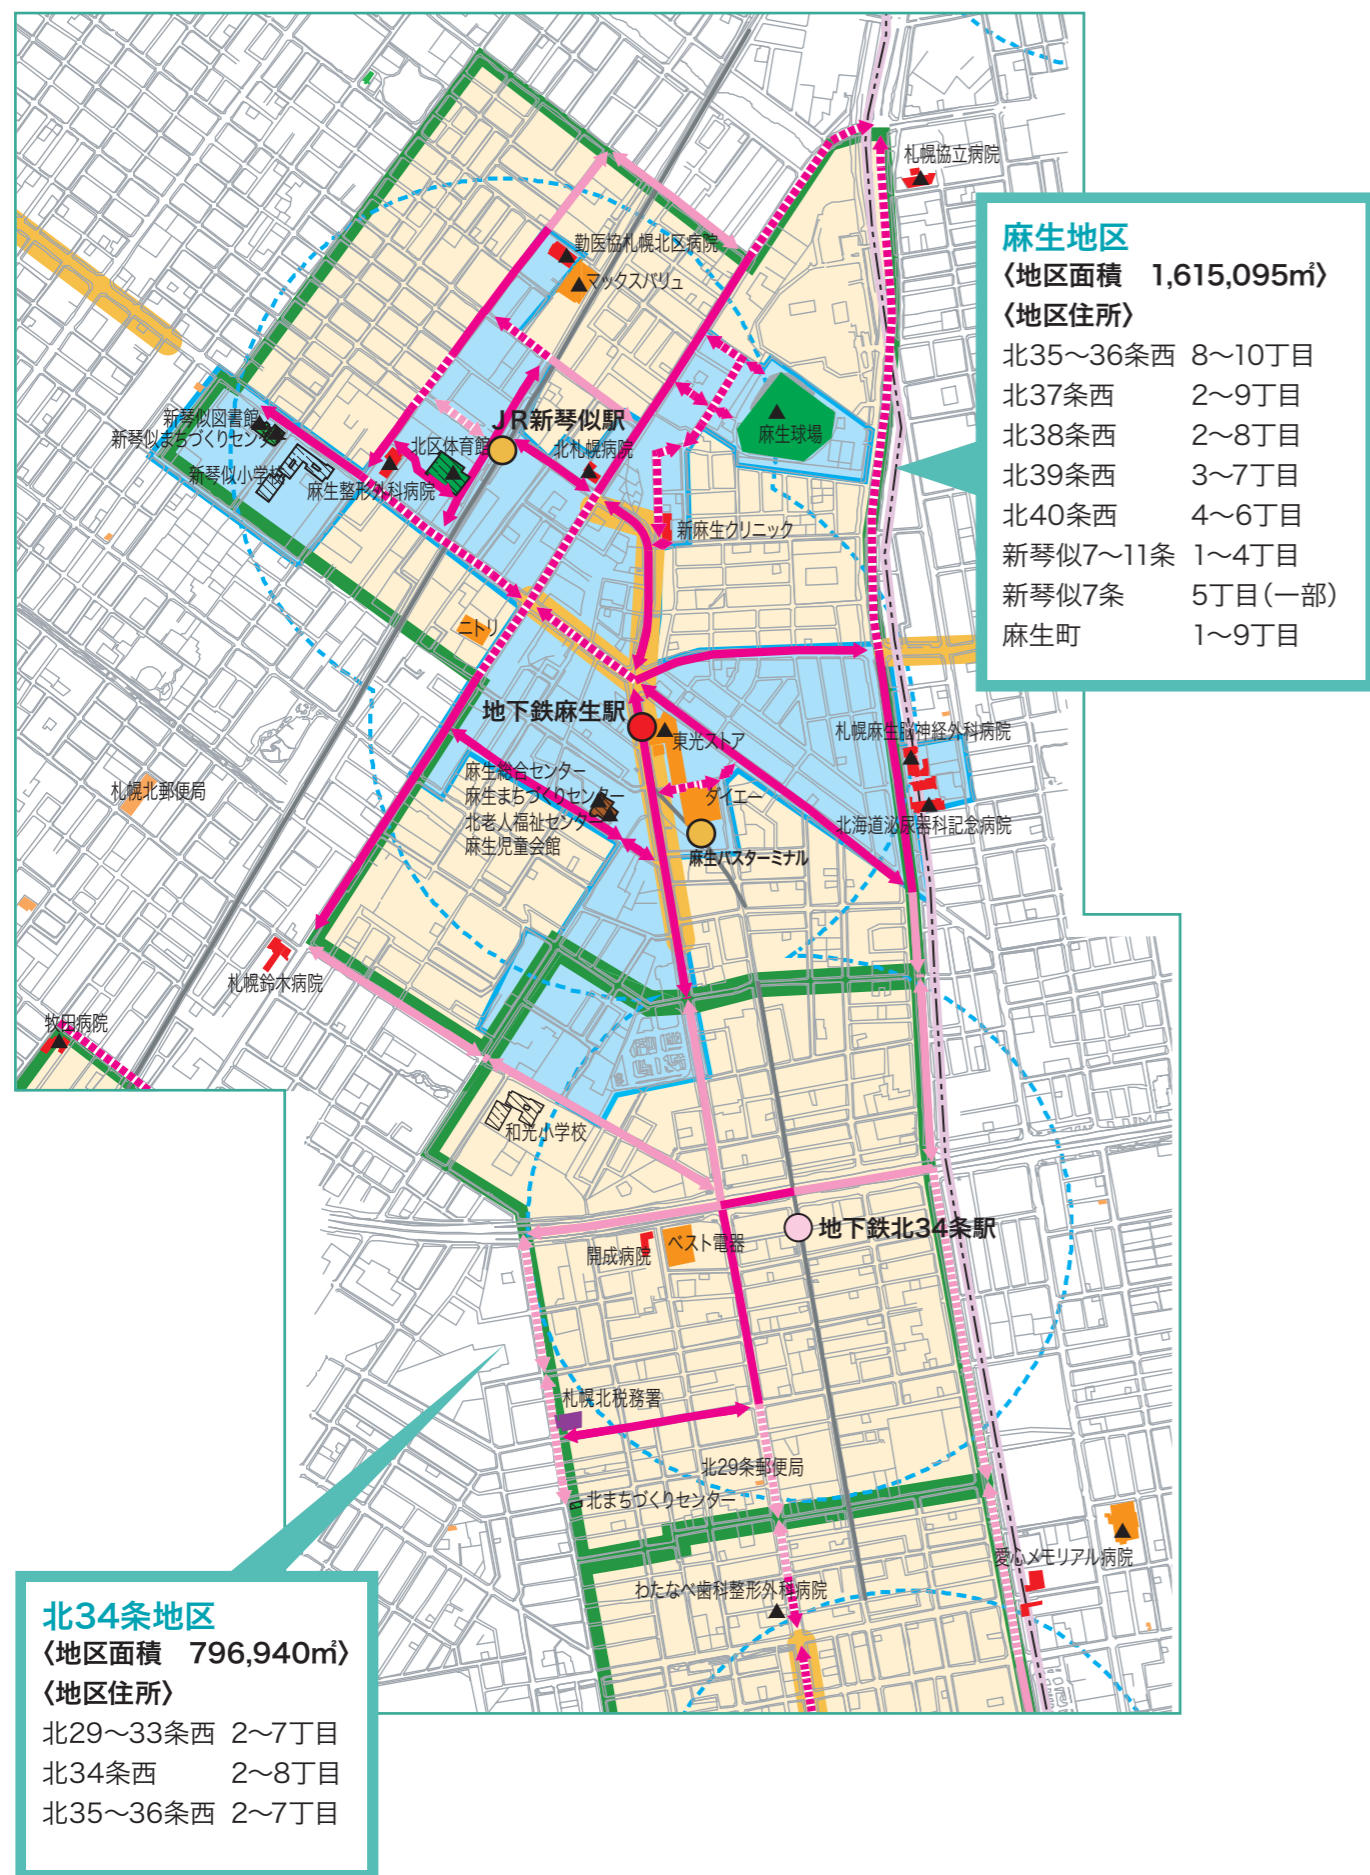 札幌協立病院
麻生地区
〈地区面積　1,615,095㎡〉
〈地区住所〉
北35〜36条西 8〜10丁目
北37条西 2〜9丁目
北38条西 2〜8丁目
北39条西 3〜7丁目
北40条西 4〜6丁目
新琴似7〜11条 1〜4丁目
新琴似7条 5丁目(一部)
麻生町 1〜9丁目
勤医協札幌北区病院
マックスバリュ
新琴似図書館
新琴似まちづくりセンター
新琴似小学校
JR新琴似駅
北区体育館
北札幌病院
麻生整形外科病院
麻生球場
新麻生クリニック
ニトリ
地下鉄麻生駅
東光ストア
札幌麻生脳神経外科病院
麻生総合センター
麻生まちづくりセンター
北老人福祉センター
麻生児童会館
ダイエー
北海道泌尿器科記念病院
麻生バスターミナル
札幌北郵便局
札幌鈴木病院
牧田病院
和光小学校
地下鉄北34条駅
開成病院
ベスト電器
札幌北税務署
北29条郵便局
北まちづくりセンター
愛心メモリアル病院
わたなべ歯科整形外科病院
北34条地区
〈地区面積　796,940㎡〉
〈地区住所〉
北29〜33条西 2〜7丁目
北34条西 2〜8丁目
北35〜36条西 2〜7丁目